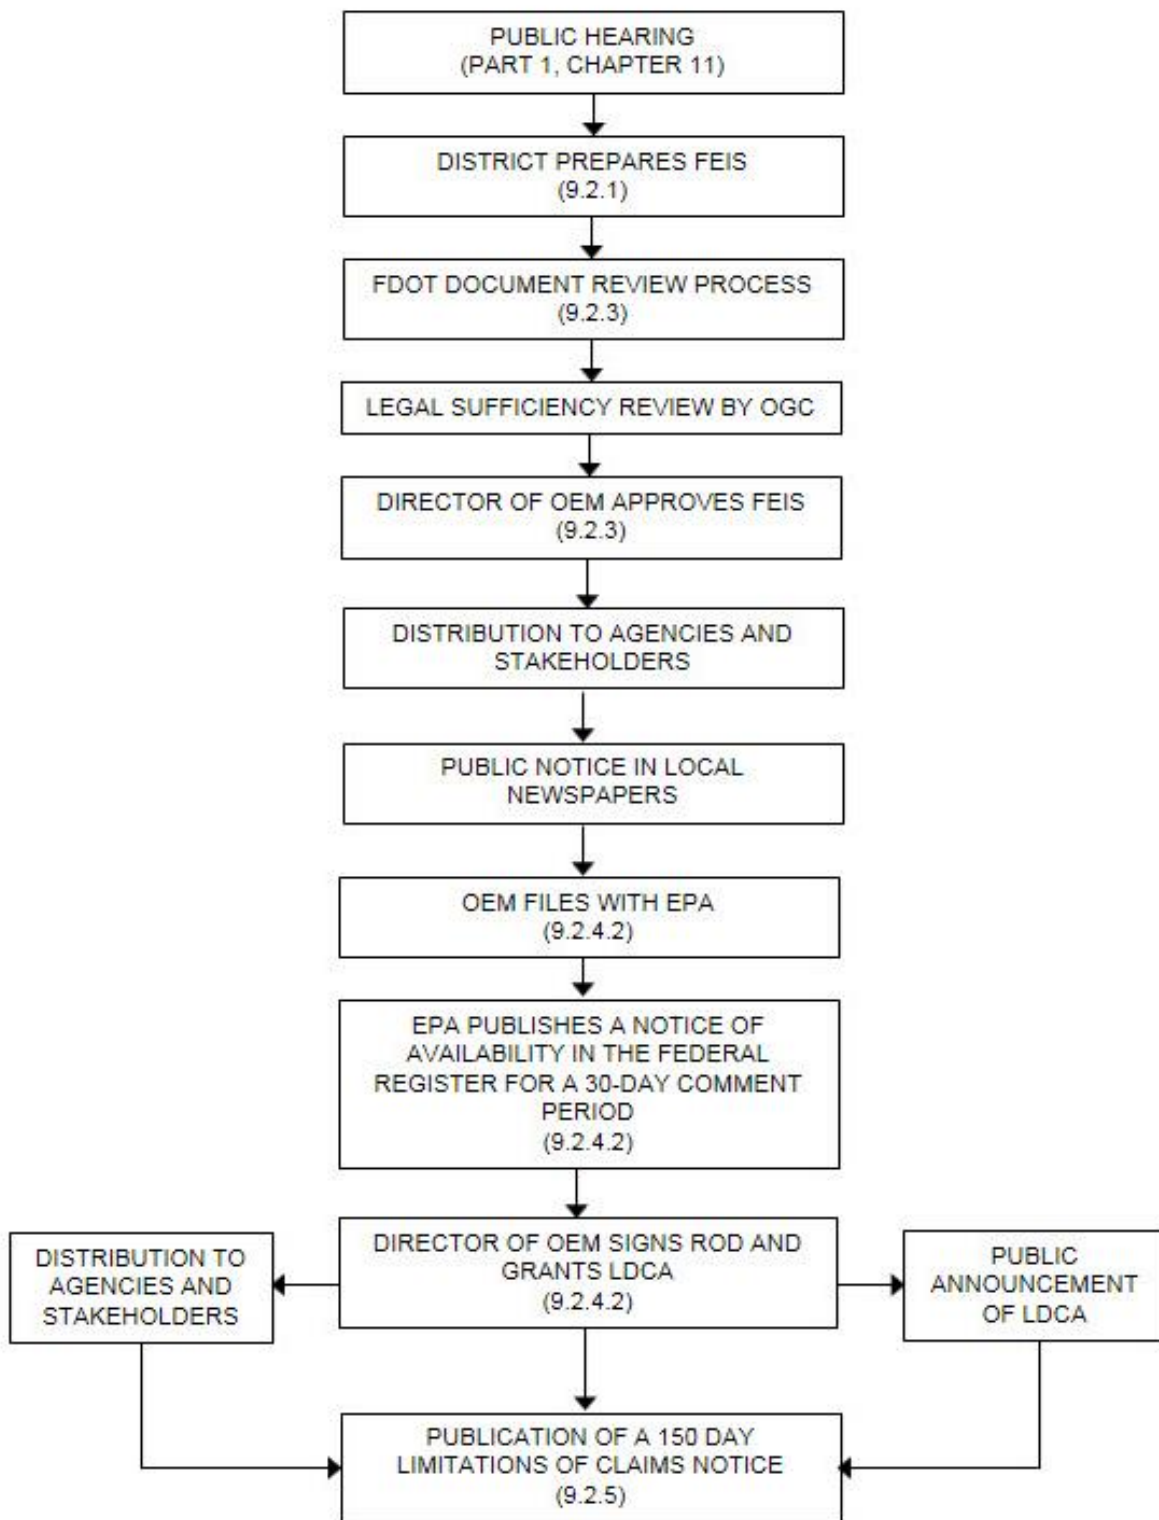 PUBLIC HEARING
(PART 1, CHAPTER 11)
DISTRICT PREPARES FEIS
(9.2.1)
FDOT DOCUMENT REVIEW PROCESS
(9.2.3)
LEGAL SUFFICIENCY REVIEW BY OGC
DIRECTOR OF OEM APPROVES FEIS
(9.2.3)
DISTRIBUTION TO AGENCIES AND
STAKEHOLDERS
PUBLIC NOTICE IN LOCAL
NEWSPAPERS
OEM FILES WITH EPA
(9.2.4.2)
EPA PUBLISHES A NOTICE OF
AVAILABILITY IN THE FEDERAL
REGISTER FOR A 30-DAY COMMENT
PERIOD
(9.2.4.2)
DISTRIBUTION TO
AGENCIES AND
STAKEHOLDERS
DIRECTOR OF OEM SIGNS ROD AND
GRANTS LDCA
(9.2.4.2)
PUBLIC
ANNOUNCEMENT
OF LDCA
PUBLICATION OF A 150 DAY
LIMITATIONS OF CLAIMS NOTICE
(9.2.5)